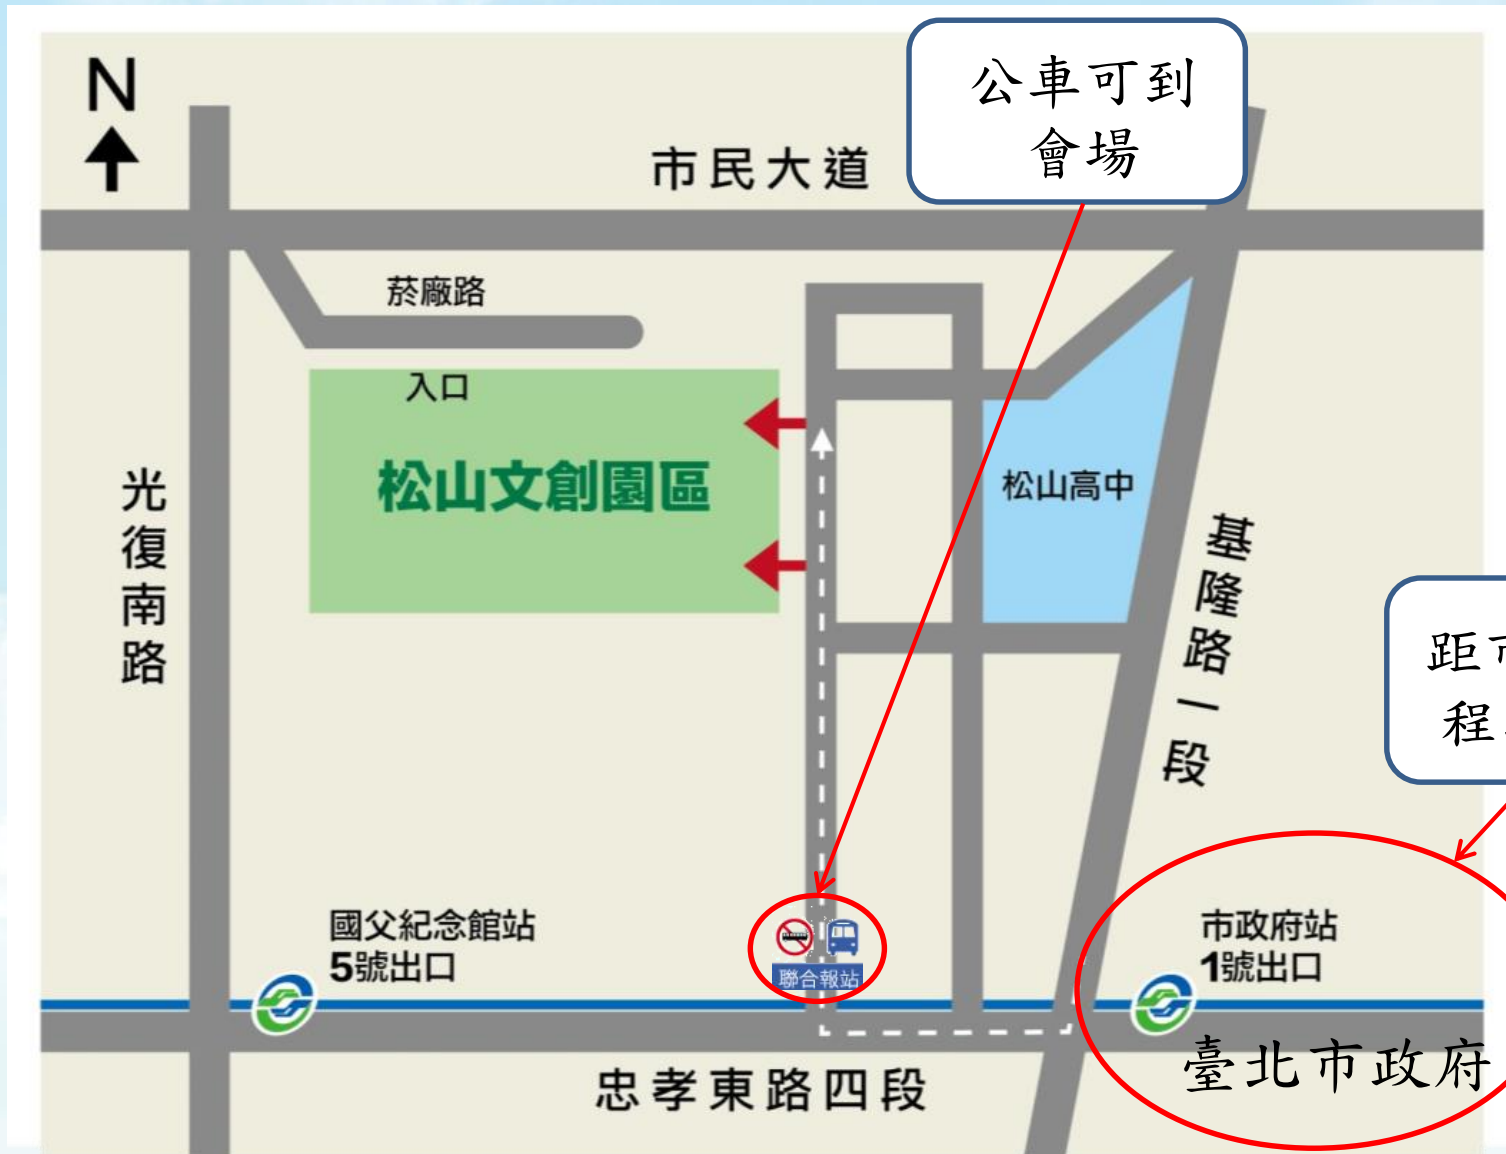 N
公車可到
會場
市民大道
菸廠路
入口
松山文創園區
松山高中
光復南路
基隆路一段
距
程
國父紀念館站
5號出口
聯合報站
市政府站
1號出口
臺北市政府
忠孝東路四段